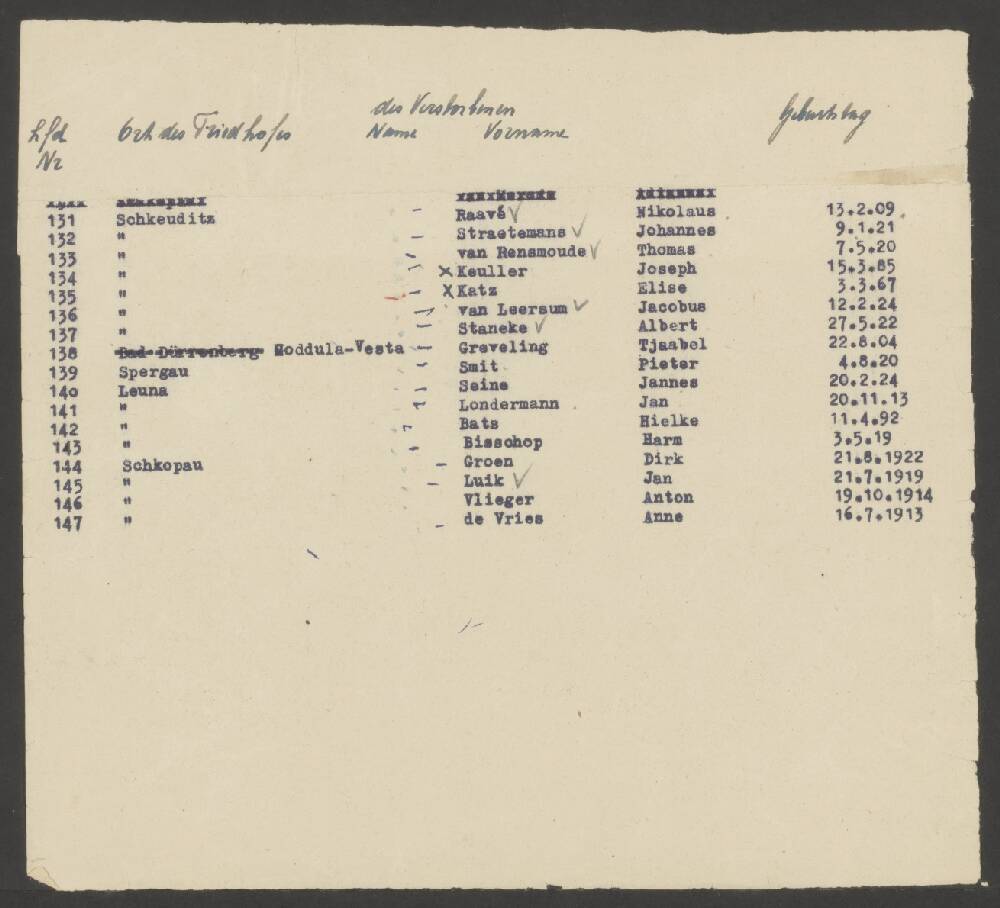 des Verstorbenen
Lfd Ort des Friedhofes Name Vorname Geburtstag
Nr
131 Schkeuditz - Raavé ✓ Nikolaus 13.2.09.
132 " - Straetemans ✓ Johannes 9.1.21
133 " van Rensmoude ✓ Thomas 7.5.20
134 " x Keuller Joseph 15.3.85
135 " - x Katz Elise 3.3.67
136 " van Leersum ✓ Jacobus 12.2.24
137 " Staneke ✓ Albert 27.5.22
138 Bad Dürrenberg Goddula-Vesta - Greveling Tjaabel 22.8.04
139 Spergau - Smit Pieter 4.8.20
140 Leuna - Seine Jannes 20.2.24
141 " Londermann Jan 20.11.13
142 " Bats Hielke 11.4.92
143 " Bisschop Harm 3.5.19
144 Schkopau - Groen Dirk 21.8.1922
145 " - Luik ✓ Jan 21.7.1919
146 " Vlieger Anton 19.10.1914
147 " - de Vries Anne 16.7.1913